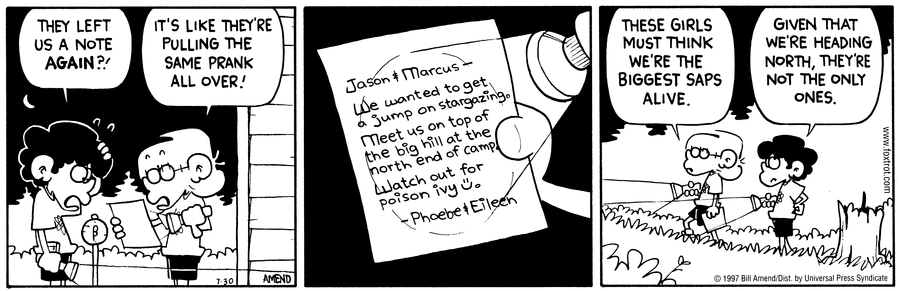 THEY LEFT
US A NOTE
AGAIN?!
IT'S LIKE THEY'RE
PULLING THE
SAME PRANK
ALL OVER!
β
7.30
AMEND
Jason & Marcus –
We wanted to get
a jump on stargazing.
Meet us on top of
the big hill at the
north end of camp.
Watch out for
poison ivy ☺.
– Phoebe & Eileen
THESE GIRLS
MUST THINK
WE'RE THE
BIGGEST SAPS
ALIVE.
GIVEN THAT
WE'RE HEADING
NORTH, THEY'RE
NOT THE ONLY
ONES.
www.foxtrot.com
© 1997 Bill Amend/Dist. by Universal Press Syndicate